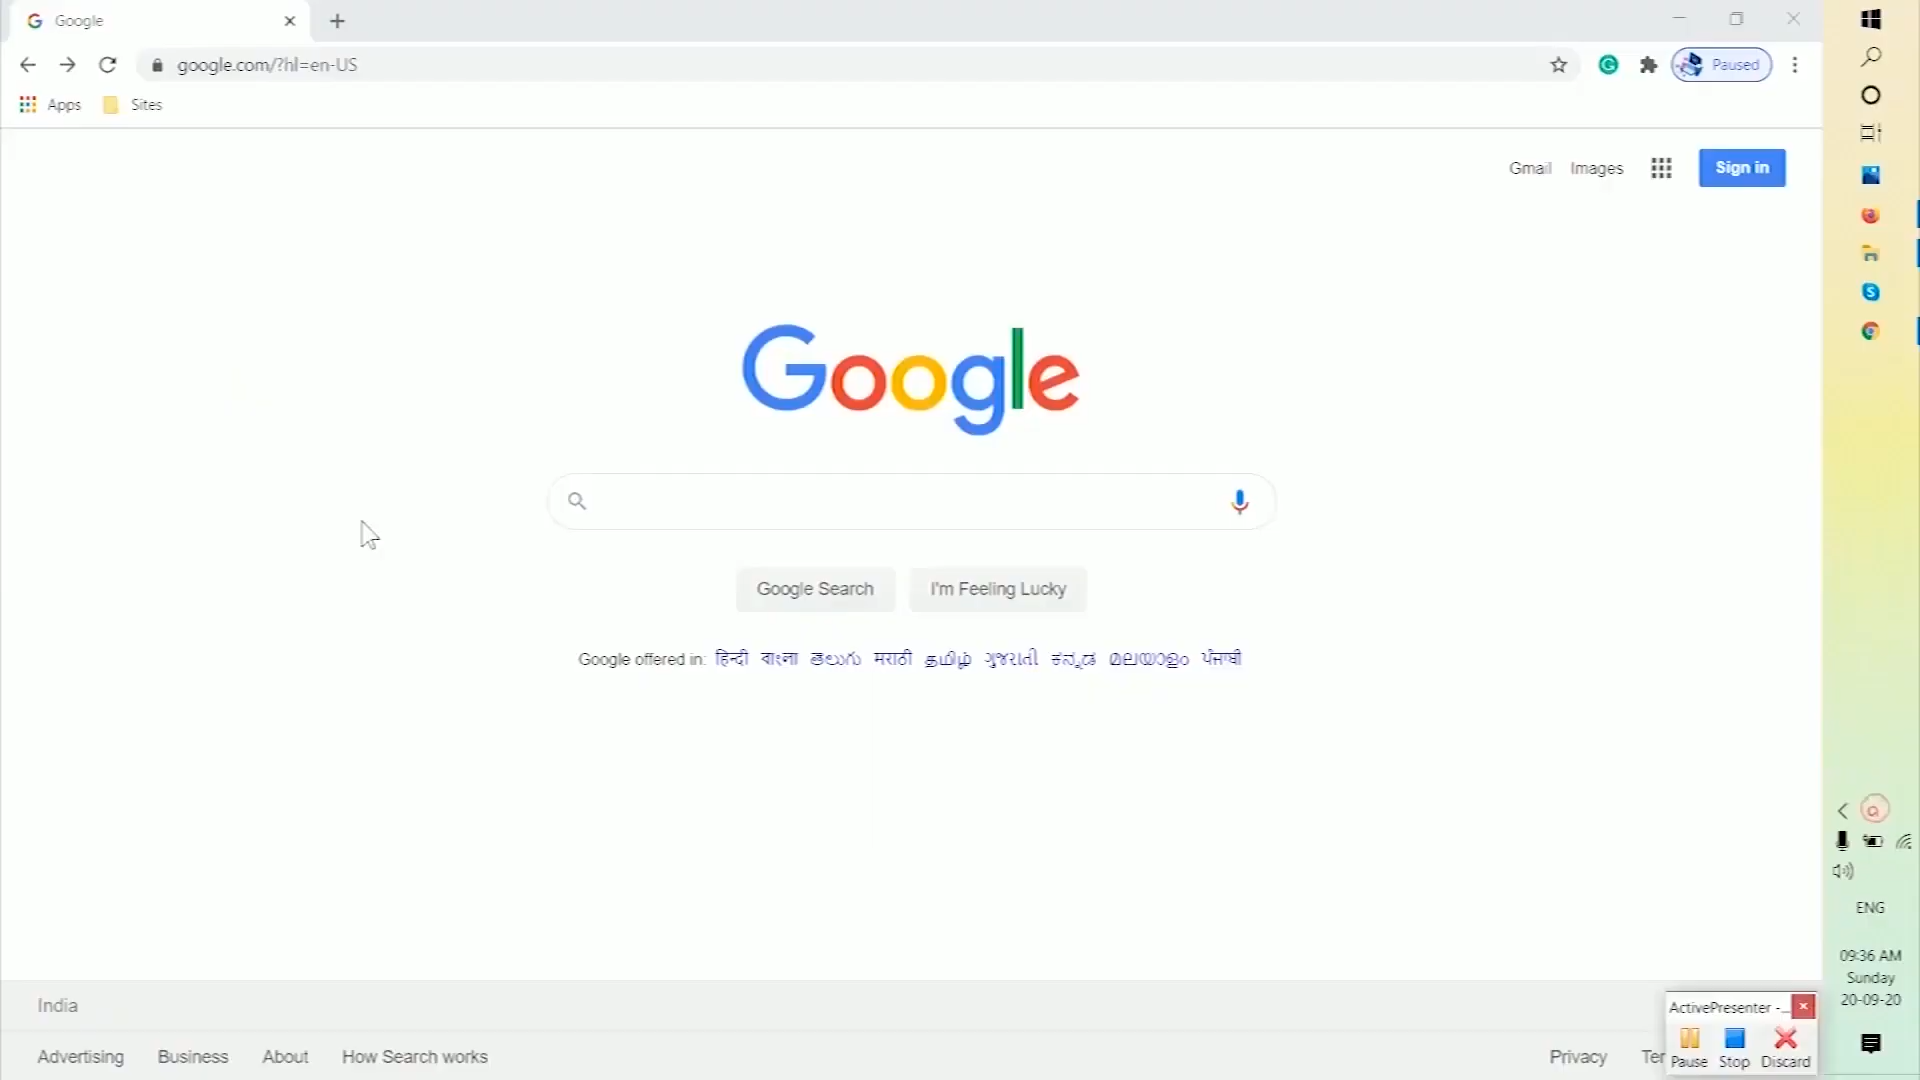 Google
google.com/?hl=en-US
Paused
Apps Sites
Gmail Images Sign in
Google
Google Search I'm Feeling Lucky
Google offered in: हिन्दी বাংলা తెలుగు मराठी தமிழ் ગુજરાતી ಕನ್ನಡ മലയാളം ਪੰਜਾਬੀ
ENG
09:36 AM
Sunday
20-09-20
India
ActivePresenter -...
Pause Stop Discard
Advertising Business About How Search works Privacy Ter